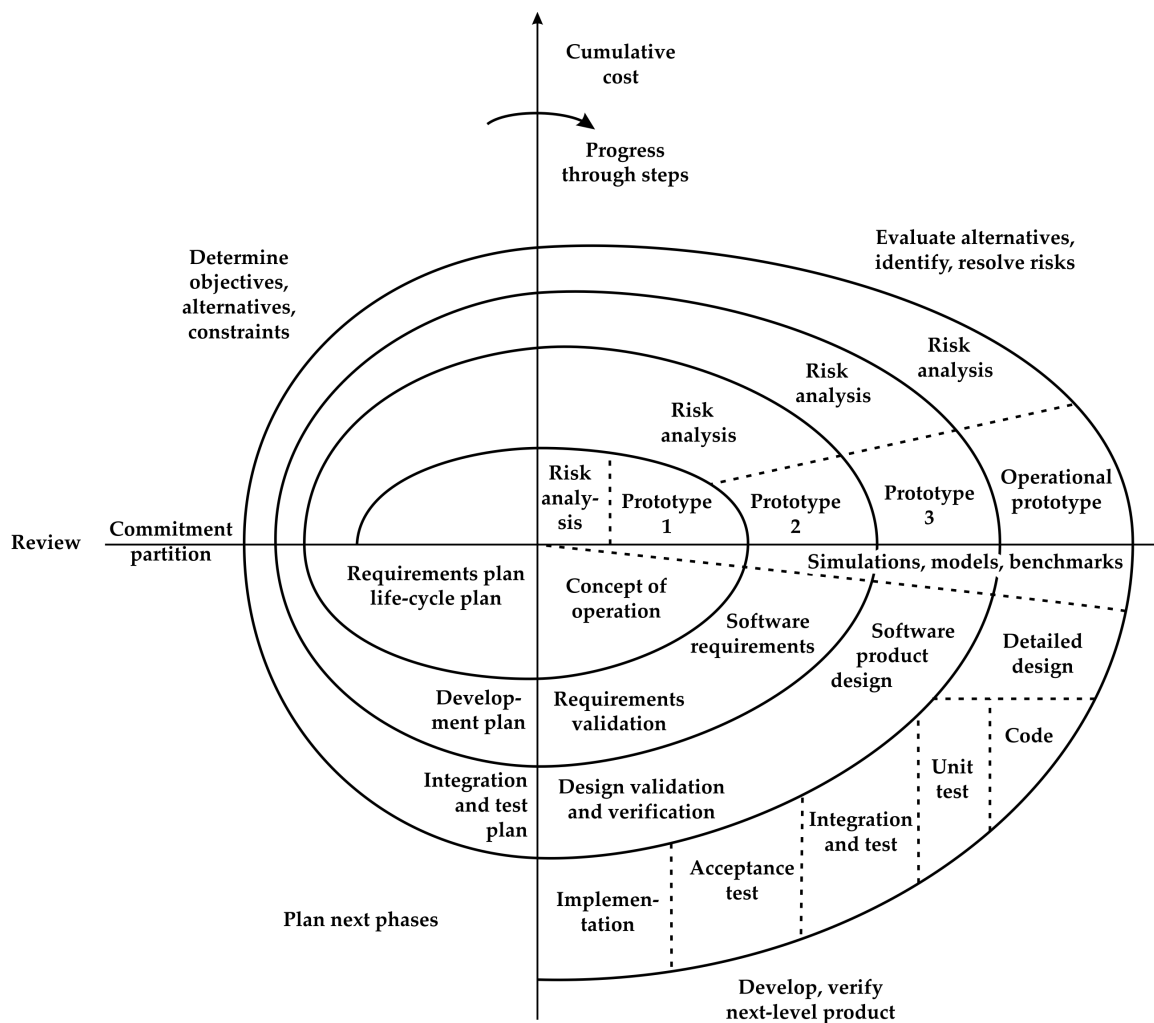 Cumulative
cost
Progress
through steps
Determine
objectives,
alternatives,
constraints
Evaluate alternatives,
identify, resolve risks
Risk
analysis
Risk
analysis
Risk
analysis
Risk
analy-
sis
Prototype
1
Prototype
2
Prototype
3
Operational
prototype
Review
Commitment
partition
Simulations, models, benchmarks
Requirements plan
life-cycle plan
Concept of
operation
Software
requirements
Software
product
design
Detailed
design
Develop-
ment plan
Requirements
validation
Code
Unit
test
Integration
and test
plan
Design validation
and verification
Integration
and test
Acceptance
test
Implemen-
tation
Plan next phases
Develop, verify
next-level product